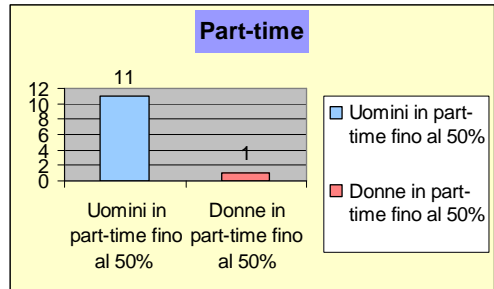 Part-time
12
10
8
6
4
2
0
11
1
Uomini in
part-time fino
al 50%
Donne in
part-time fino
al 50%
Uomini in part-
time fino al 50%
Donne in part-
time fino al 50%